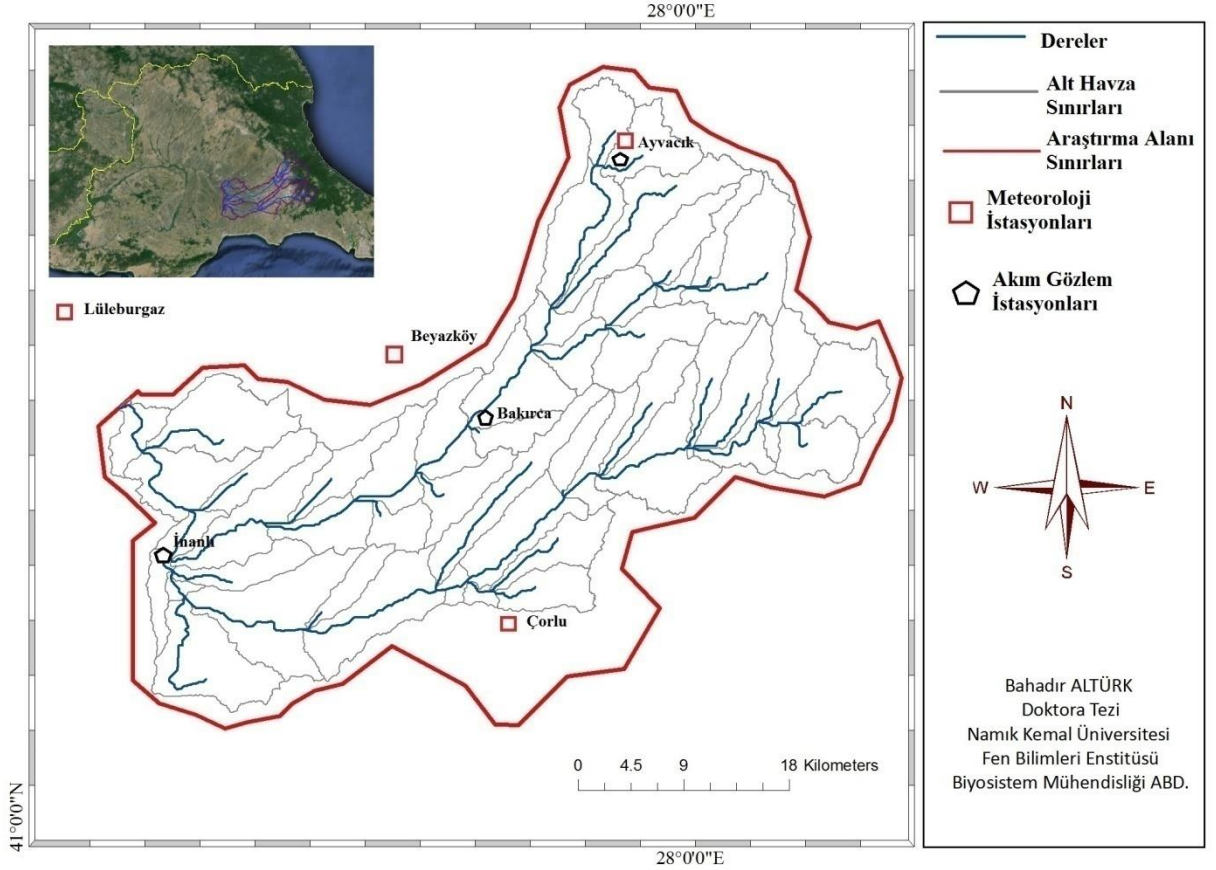 28°0'0"E
Ayvacık
Lüleburgaz
Beyazköy
Bakırca
İnanlı
Çorlu
0 4.5 9 18 Kilometers
41°0'0"N
28°0'0"E
Dereler
Alt Havza
Sınırları
Araştırma Alanı
Sınırları
Meteoroloji
İstasyonları
Akım Gözlem
İstasyonları
N
W E
S
Bahadır ALTÜRK
Doktora Tezi
Namık Kemal Üniversitesi
Fen Bilimleri Enstitüsü
Biyosistem Mühendisliği ABD.